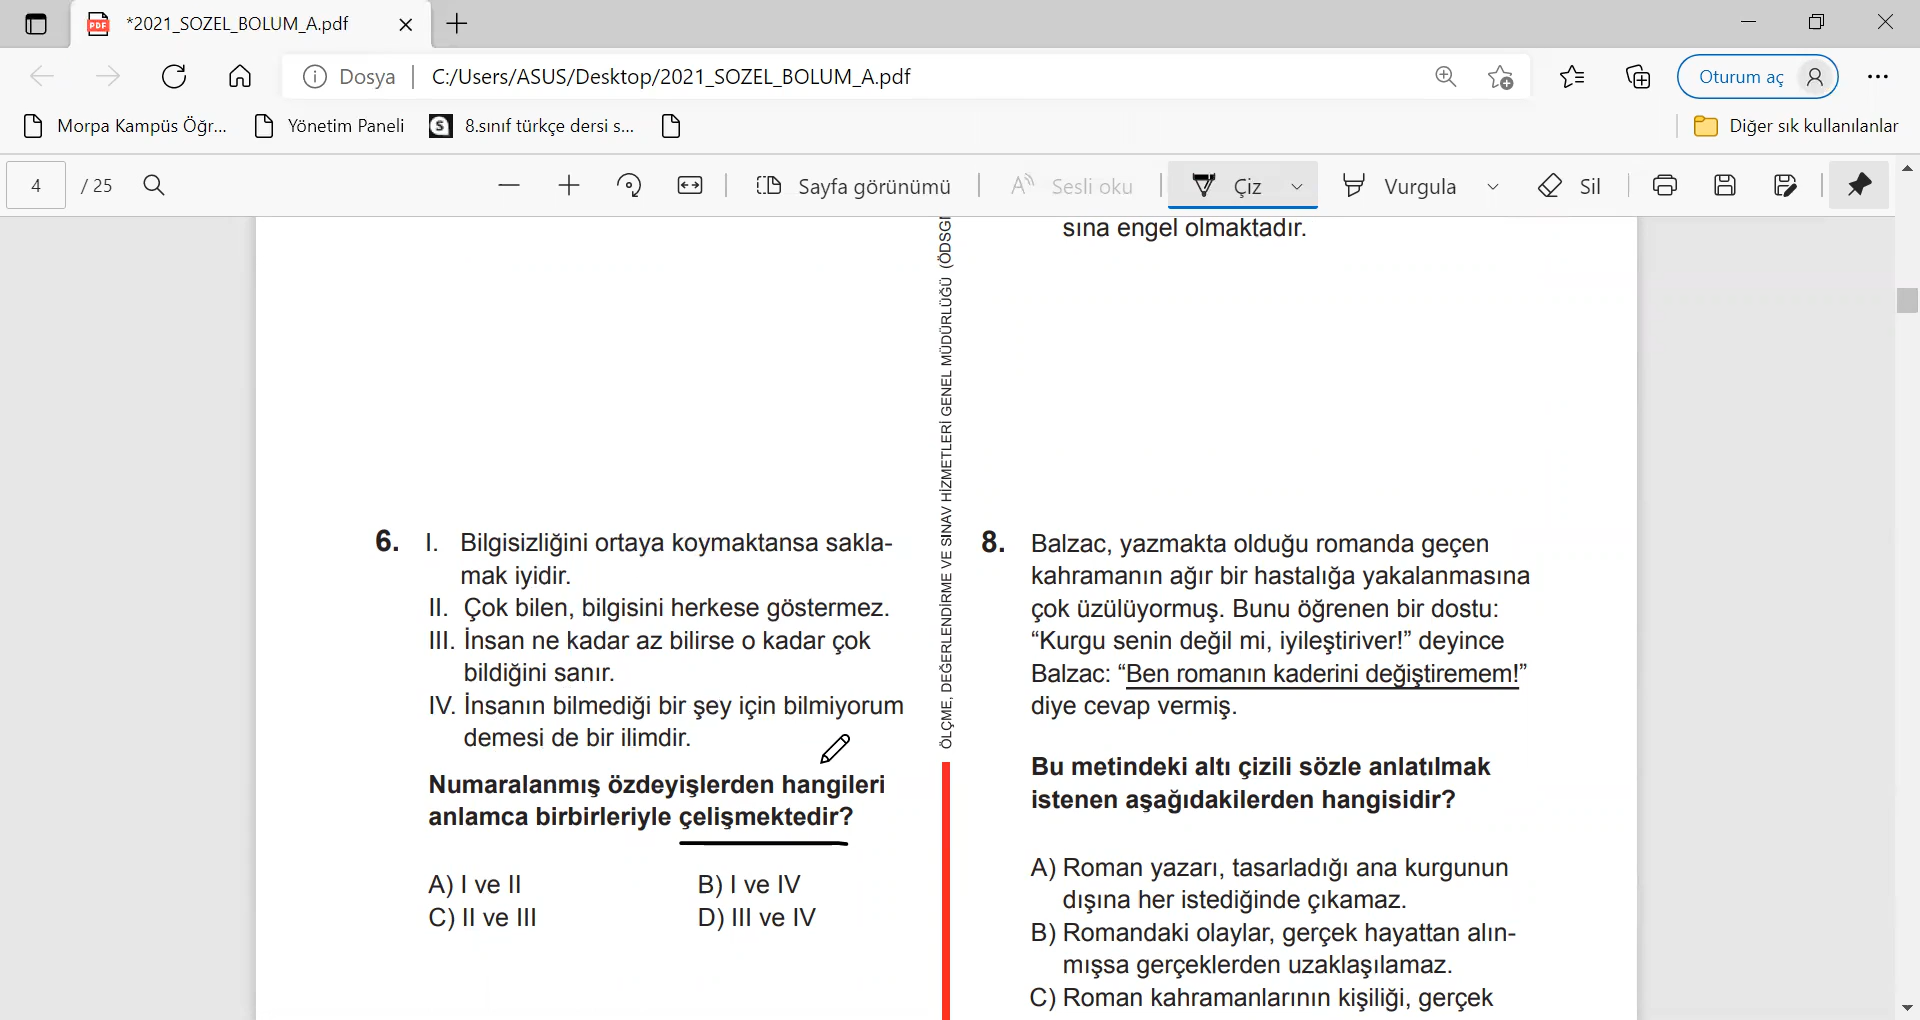 *2021_SOZEL_BOLUM_A.pdf
Dosya
C:/Users/ASUS/Desktop/2021_SOZEL_BOLUM_A.pdf
Oturum aç
Morpa Kampüs Öğr...
Yönetim Paneli
8.sınıf türkçe dersi s...
Diğer sık kullanılanlar
4
/ 25
Sayfa görünümü
Sesli oku
Çiz
Vurgula
Sil
6. I. Bilgisizliğini ortaya koymaktansa sakla-
mak iyidir.
II. Çok bilen, bilgisini herkese göstermez.
III. İnsan ne kadar az bilirse o kadar çok
bildiğini sanır.
IV. İnsanın bilmediği bir şey için bilmiyorum
demesi de bir ilimdir.
Numaralanmış özdeyişlerden hangileri
anlamca birbirleriyle çelişmektedir?
A) I ve II
B) I ve IV
C) II ve III
D) III ve IV
ÖLÇME, DEĞERLENDİRME VE SINAV HİZMETLERİ GENEL MÜDÜRLÜĞÜ (ÖDSG
sına engel olmaktadır.
8. Balzac, yazmakta olduğu romanda geçen
kahramanın ağır bir hastalığa yakalanmasına
çok üzülüyormuş. Bunu öğrenen bir dostu:
“Kurgu senin değil mi, iyileştiriver!” deyince
Balzac: “Ben romanın kaderini değiştiremem!”
diye cevap vermiş.
Bu metindeki altı çizili sözle anlatılmak
istenen aşağıdakilerden hangisidir?
A) Roman yazarı, tasarladığı ana kurgunun
dışına her istediğinde çıkamaz.
B) Romandaki olaylar, gerçek hayattan alın-
mışsa gerçeklerden uzaklaşılamaz.
C) Roman kahramanlarının kişiliği, gerçek